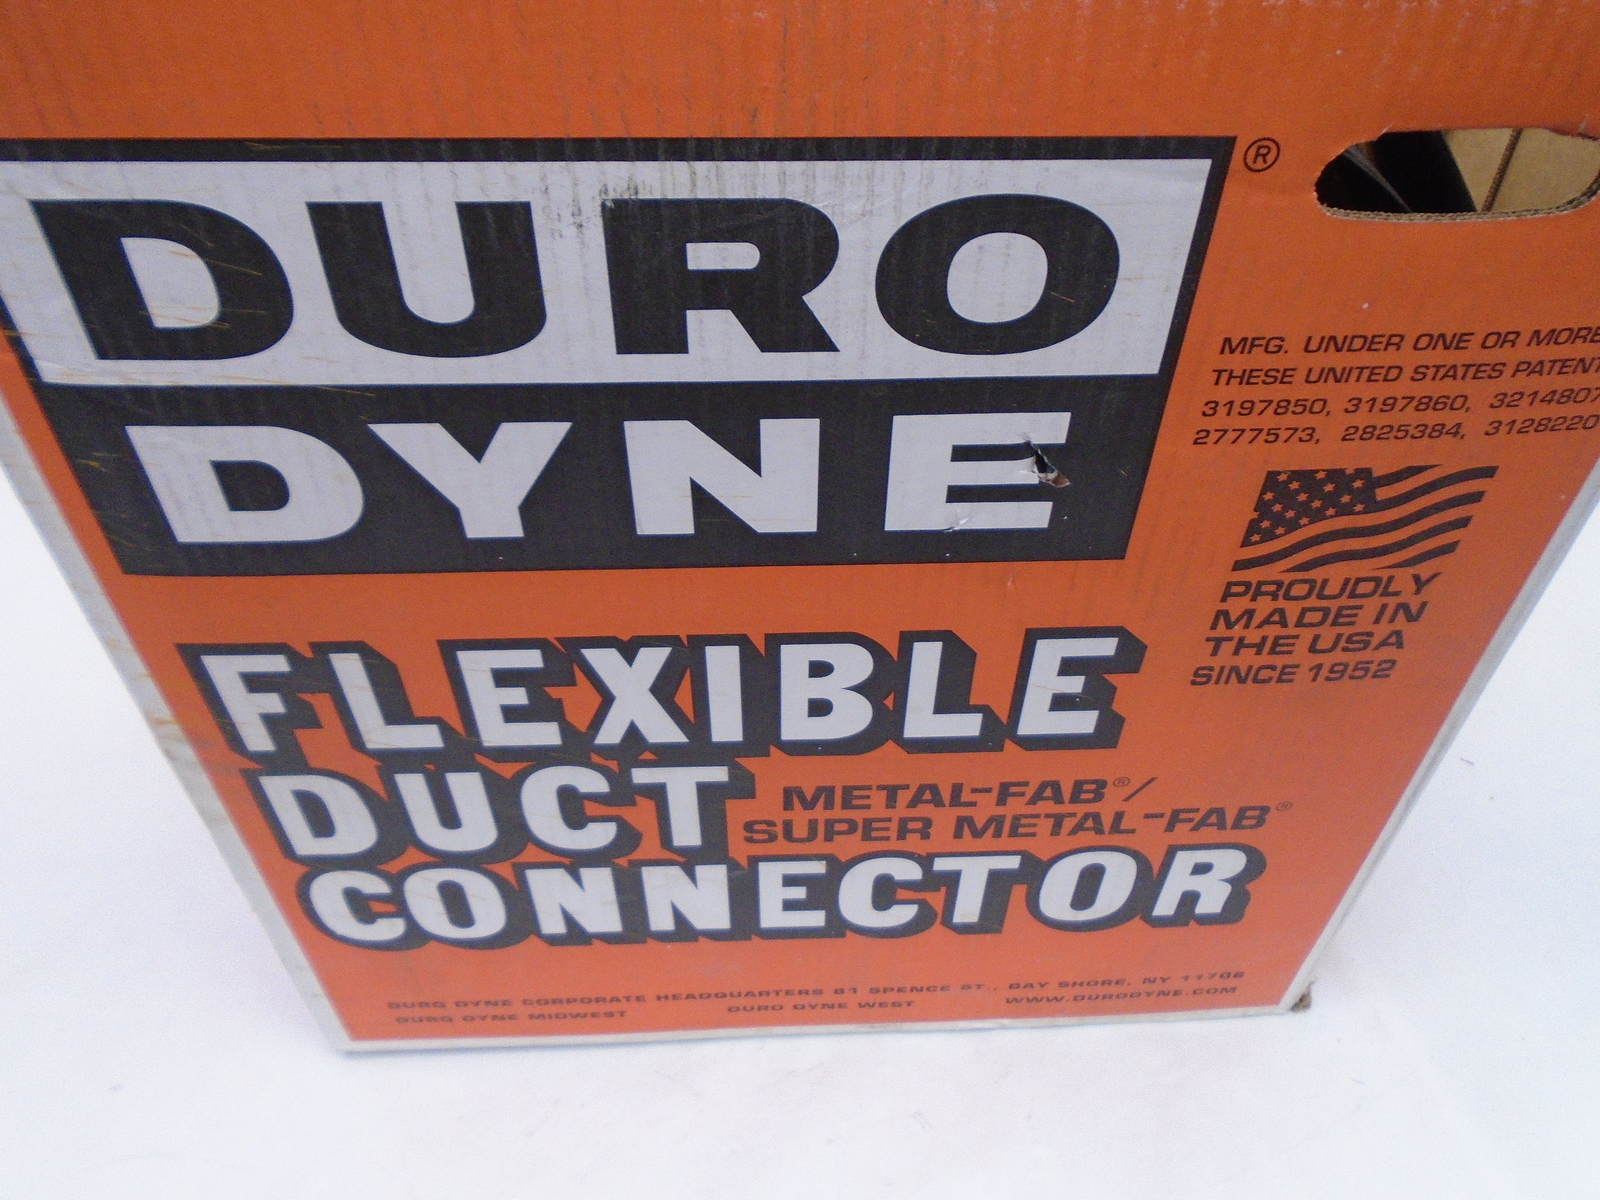 DURO ®
DYNE
MFG. UNDER ONE OR MORE
THESE UNITED STATES PATENT
3197850, 3197860, 3214807
2777573, 2825384, 3128220
PROUDLY
MADE IN
THE USA
SINCE 1952
FLEXIBLE
DUCT
METAL-FAB®/
SUPER METAL-FAB®
CONNECTOR
DURO DYNE CORPORATE HEADQUARTERS 81 SPENCE ST., BAY SHORE, NY 11706
DURO DYNE MIDWEST DURO DYNE WEST WWW.DURODYNE.COM